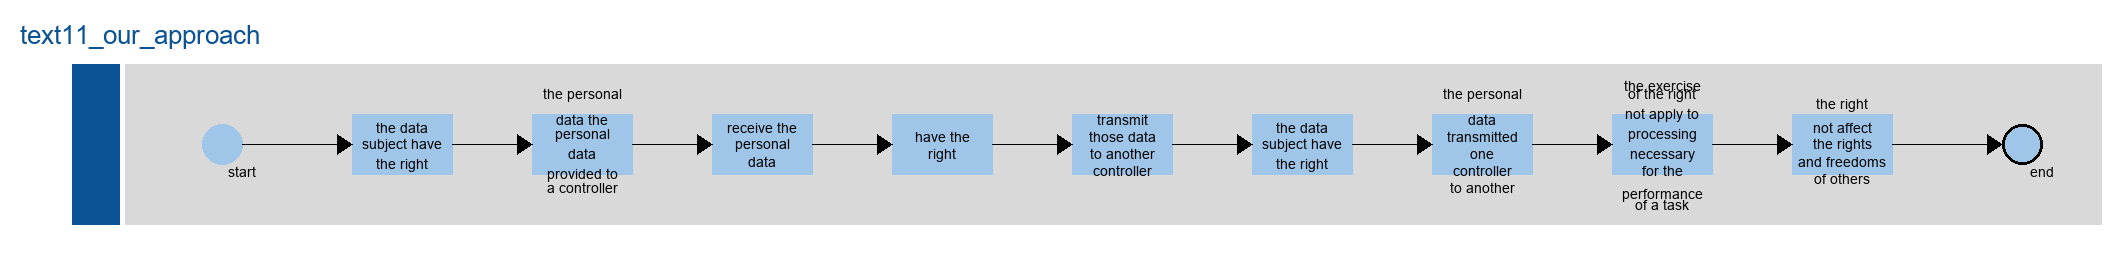 text11_our_approach
start
the data
subject have
the right
the personal
data the
personal
data
provided to
a controller
receive the
personal
data
have the
right
transmit
those data
to another
controller
the data
subject have
the right
the personal
data
transmitted
one
controller
to another
the exercise
of the right
not apply to
processing
necessary
for the
performance
of a task
the right
not affect
the rights
and freedoms
of others
end